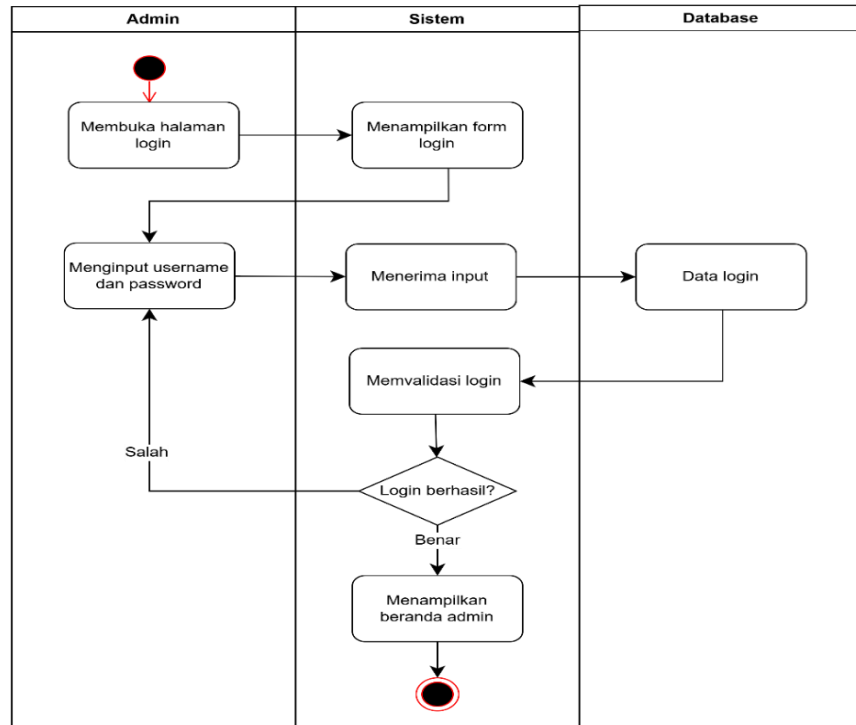 Admin
Sistem
Database
Membuka halaman
login
Menampilkan form
login
Menginput username
dan password
Menerima input
Data login
Memvalidasi login
Salah
Login berhasil?
Benar
Menampilkan
beranda admin